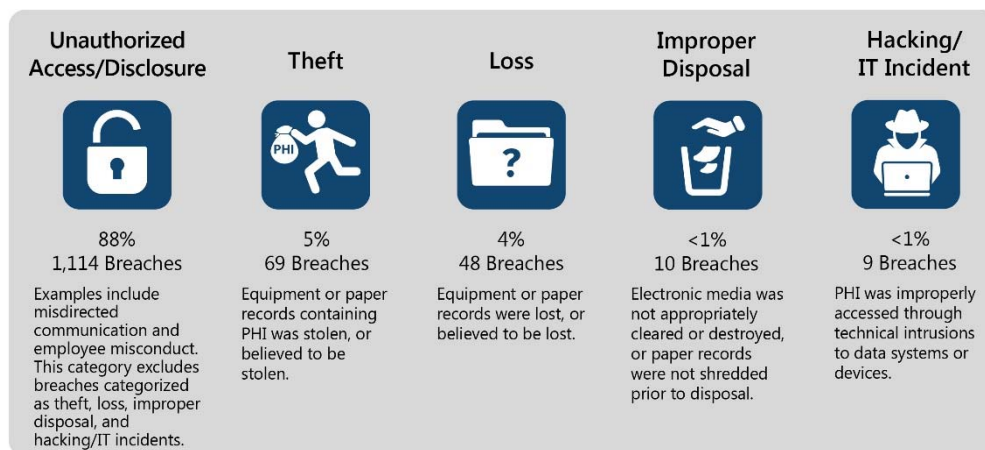 Unauthorized
Access/Disclosure
88%
1,114 Breaches
Examples include
misdirected
communication and
employee misconduct.
This category excludes
breaches categorized
as theft, loss, improper
disposal, and
hacking/IT incidents.
Theft
PHI
5%
69 Breaches
Equipment or paper
records containing
PHI was stolen, or
believed to be
stolen.
Loss
?
4%
48 Breaches
Equipment or paper
records were lost, or
believed to be lost.
Improper
Disposal
<1%
10 Breaches
Electronic media was
not appropriately
cleared or destroyed,
or paper records
were not shredded
prior to disposal.
Hacking/
IT Incident
<1%
9 Breaches
PHI was improperly
accessed through
technical intrusions
to data systems or
devices.